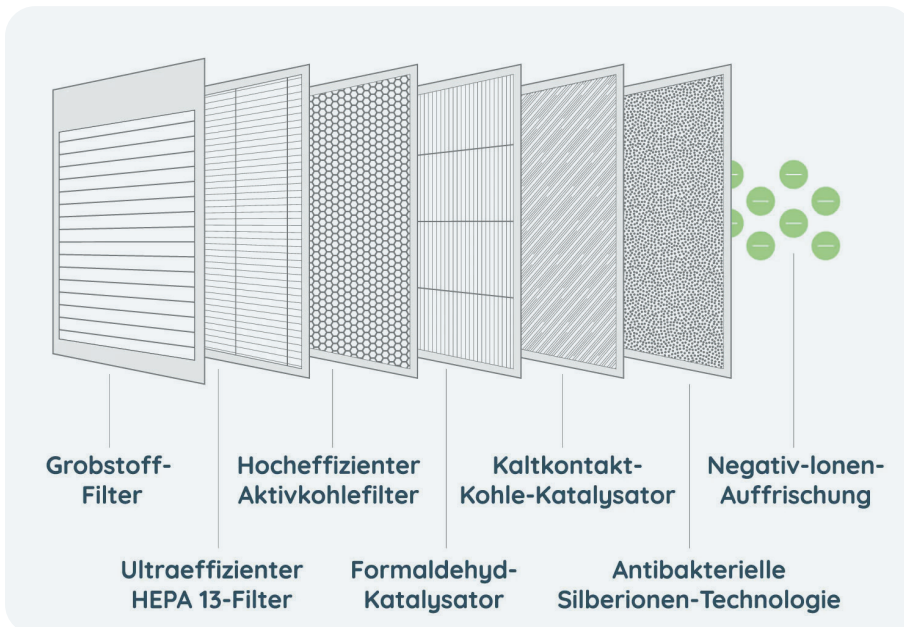 Grobstoff-
Filter
Hocheffizienter
Aktivkohlefilter
Kaltkontakt-
Kohle-Katalysator
Negativ-Ionen-
Auffrischung
Ultraeffizienter
HEPA 13-Filter
Formaldehyd-
Katalysator
Antibakterielle
Silberionen-Technologie